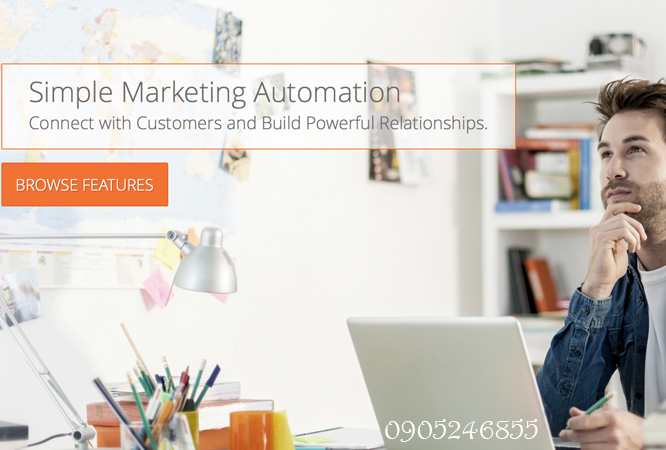 Simple Marketing Automation
Connect with Customers and Build Powerful Relationships.
BROWSE FEATURES
0905246855